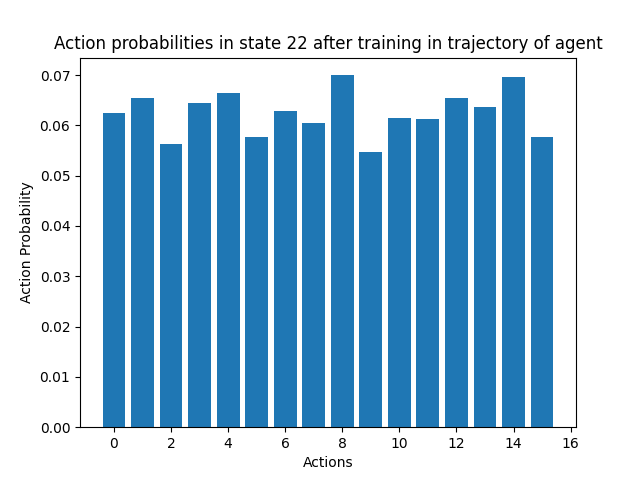 Action probabilities in state 22 after training in trajectory of agent
0.07
0.06
0.05
0.04
0.03
0.02
0.01
0.00
Action Probability
0 2 4 6 8 10 12 14 16
Actions